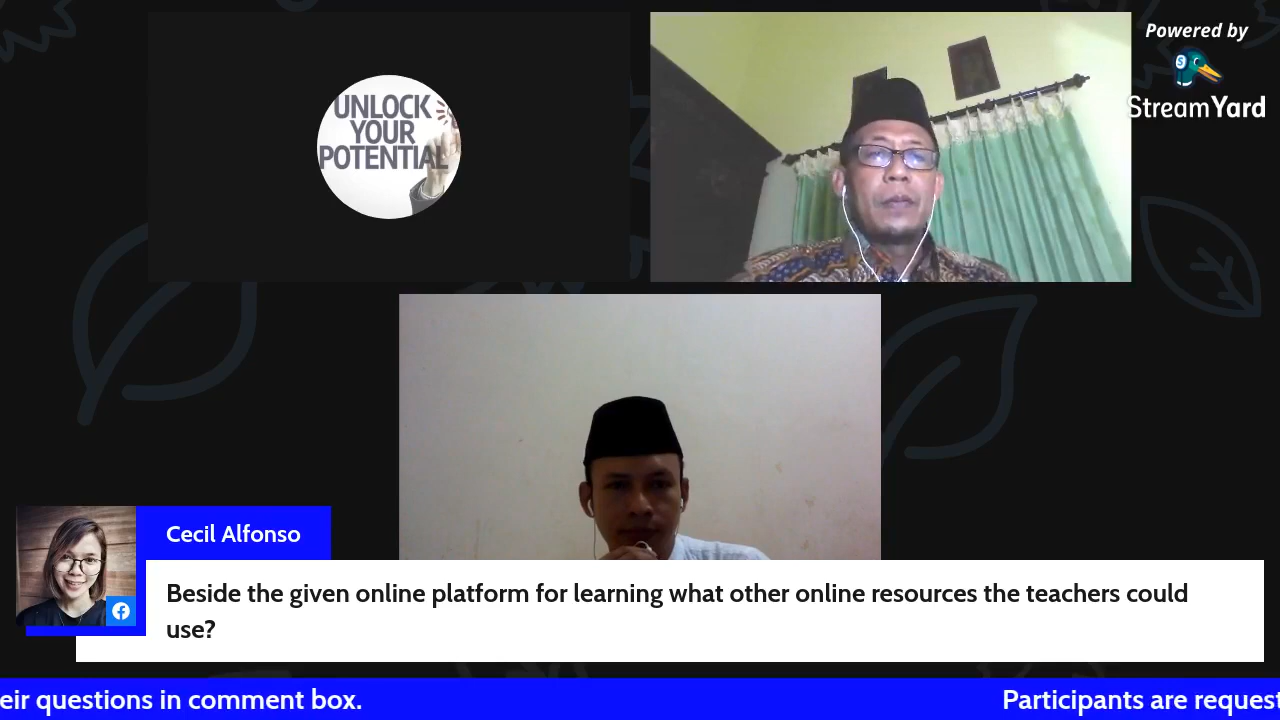 UNLOCK
YOUR
POTENTIAL
Powered by
StreamYard
Cecil Alfonso
Beside the given online platform for learning what other online resources the teachers could
use?
eir questions in comment box.
Participants are request